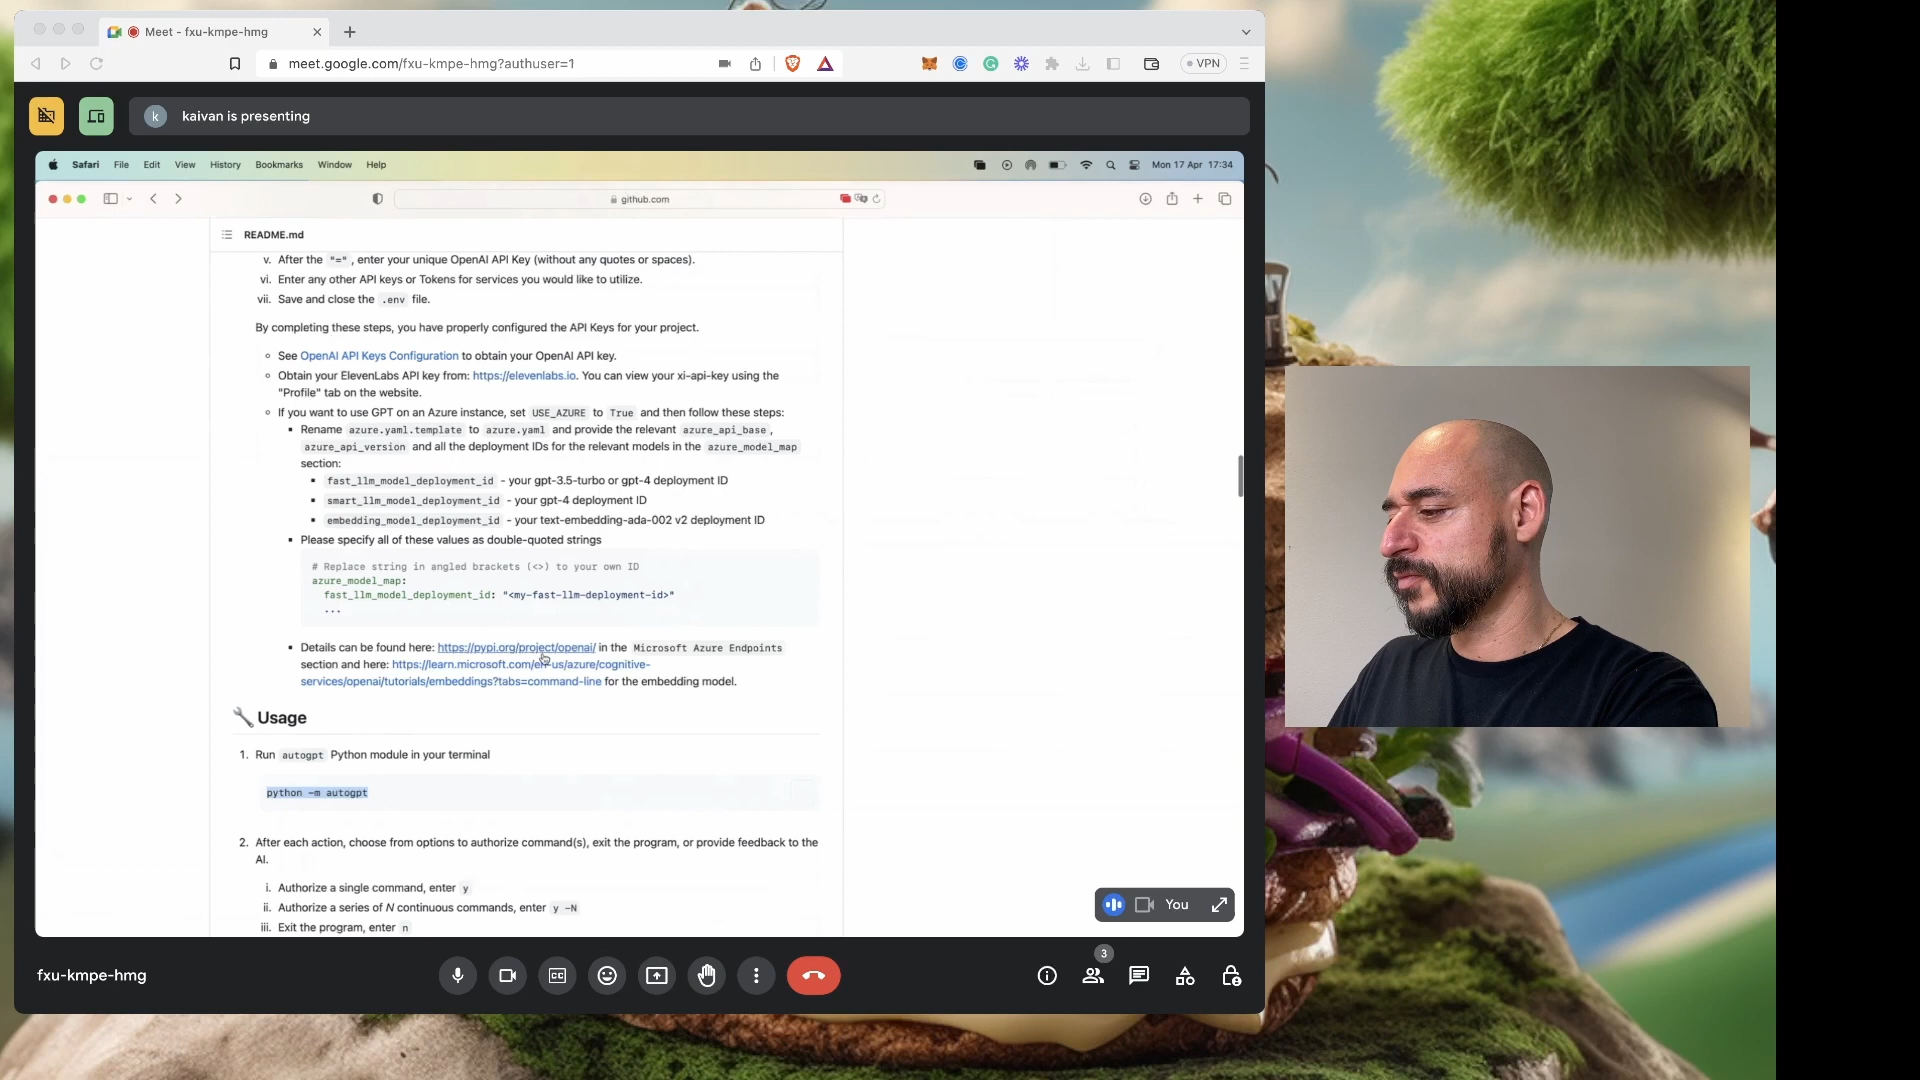 Meet - fxu-kmpe-hmg
meet.google.com/fxu-kmpe-hmg?authuser=1
VPN
k kaivan is presenting
Safari File Edit View History Bookmarks Window Help Mon 17 Apr 17:34
github.com
README.md
v. After the "=", enter your unique OpenAI API Key (without any quotes or spaces).
vi. Enter any other API keys or Tokens for services you would like to utilize.
vii. Save and close the .env file.
By completing these steps, you have properly configured the API Keys for your project.
See OpenAI API Keys Configuration to obtain your OpenAI API key.
Obtain your ElevenLabs API key from: https://elevenlabs.io. You can view your xi-api-key using the
"Profile" tab on the website.
If you want to use GPT on an Azure instance, set USE_AZURE to True and then follow these steps:
Rename azure.yaml.template to azure.yaml and provide the relevant azure_api_base,
azure_api_version and all the deployment IDs for the relevant models in the azure_model_map
section:
fast_llm_model_deployment_id - your gpt-3.5-turbo or gpt-4 deployment ID
smart_llm_model_deployment_id - your gpt-4 deployment ID
embedding_model_deployment_id - your text-embedding-ada-002 v2 deployment ID
Please specify all of these values as double-quoted strings
# Replace string in angled brackets (<>) to your own ID
azure_model_map:
fast_llm_model_deployment_id: "<my-fast-llm-deployment-id>"
...
Details can be found here: https://pypi.org/project/openai/ in the Microsoft Azure Endpoints
section and here: https://learn.microsoft.com/en-us/azure/cognitive-
services/openai/tutorials/embeddings?tabs=command-line for the embedding model.
Usage
1. Run autogpt Python module in your terminal
python -m autogpt
2. After each action, choose from options to authorize command(s), exit the program, or provide feedback to the
AI.
i. Authorize a single command, enter y
ii. Authorize a series of N continuous commands, enter y -N
iii. Exit the program, enter n
You
fxu-kmpe-hmg
CC
3